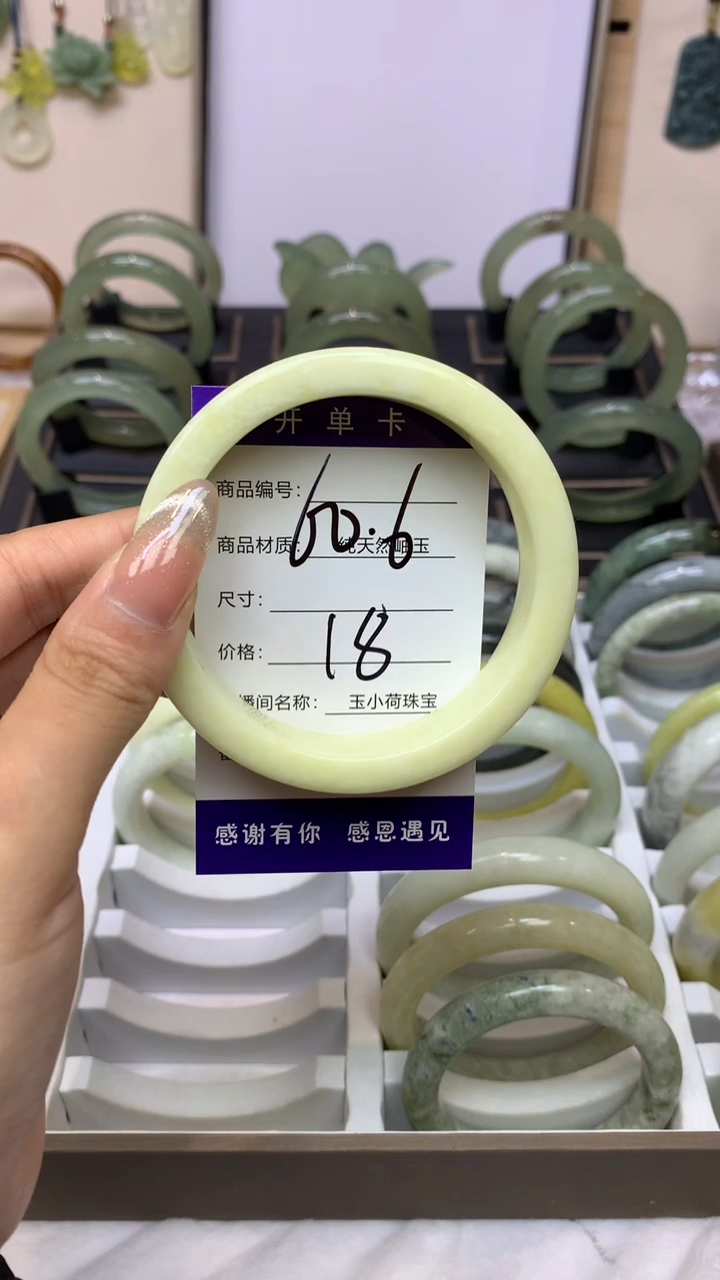 开单卡
商品编号:
60.6
商品材质: 纯天然岫玉
尺寸:
18
价格:
播间名称: 玉小荷珠宝
感谢有你 感恩遇见